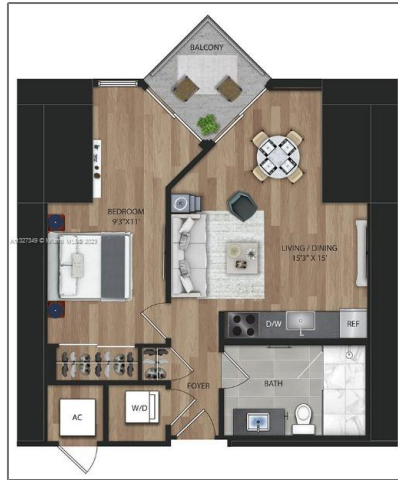 BALCONY
BEDROOM
9'3"X11'
LIVING / DINING
15'3" X 15'
D/W
REF
BATH
FOYER
W/D
AC